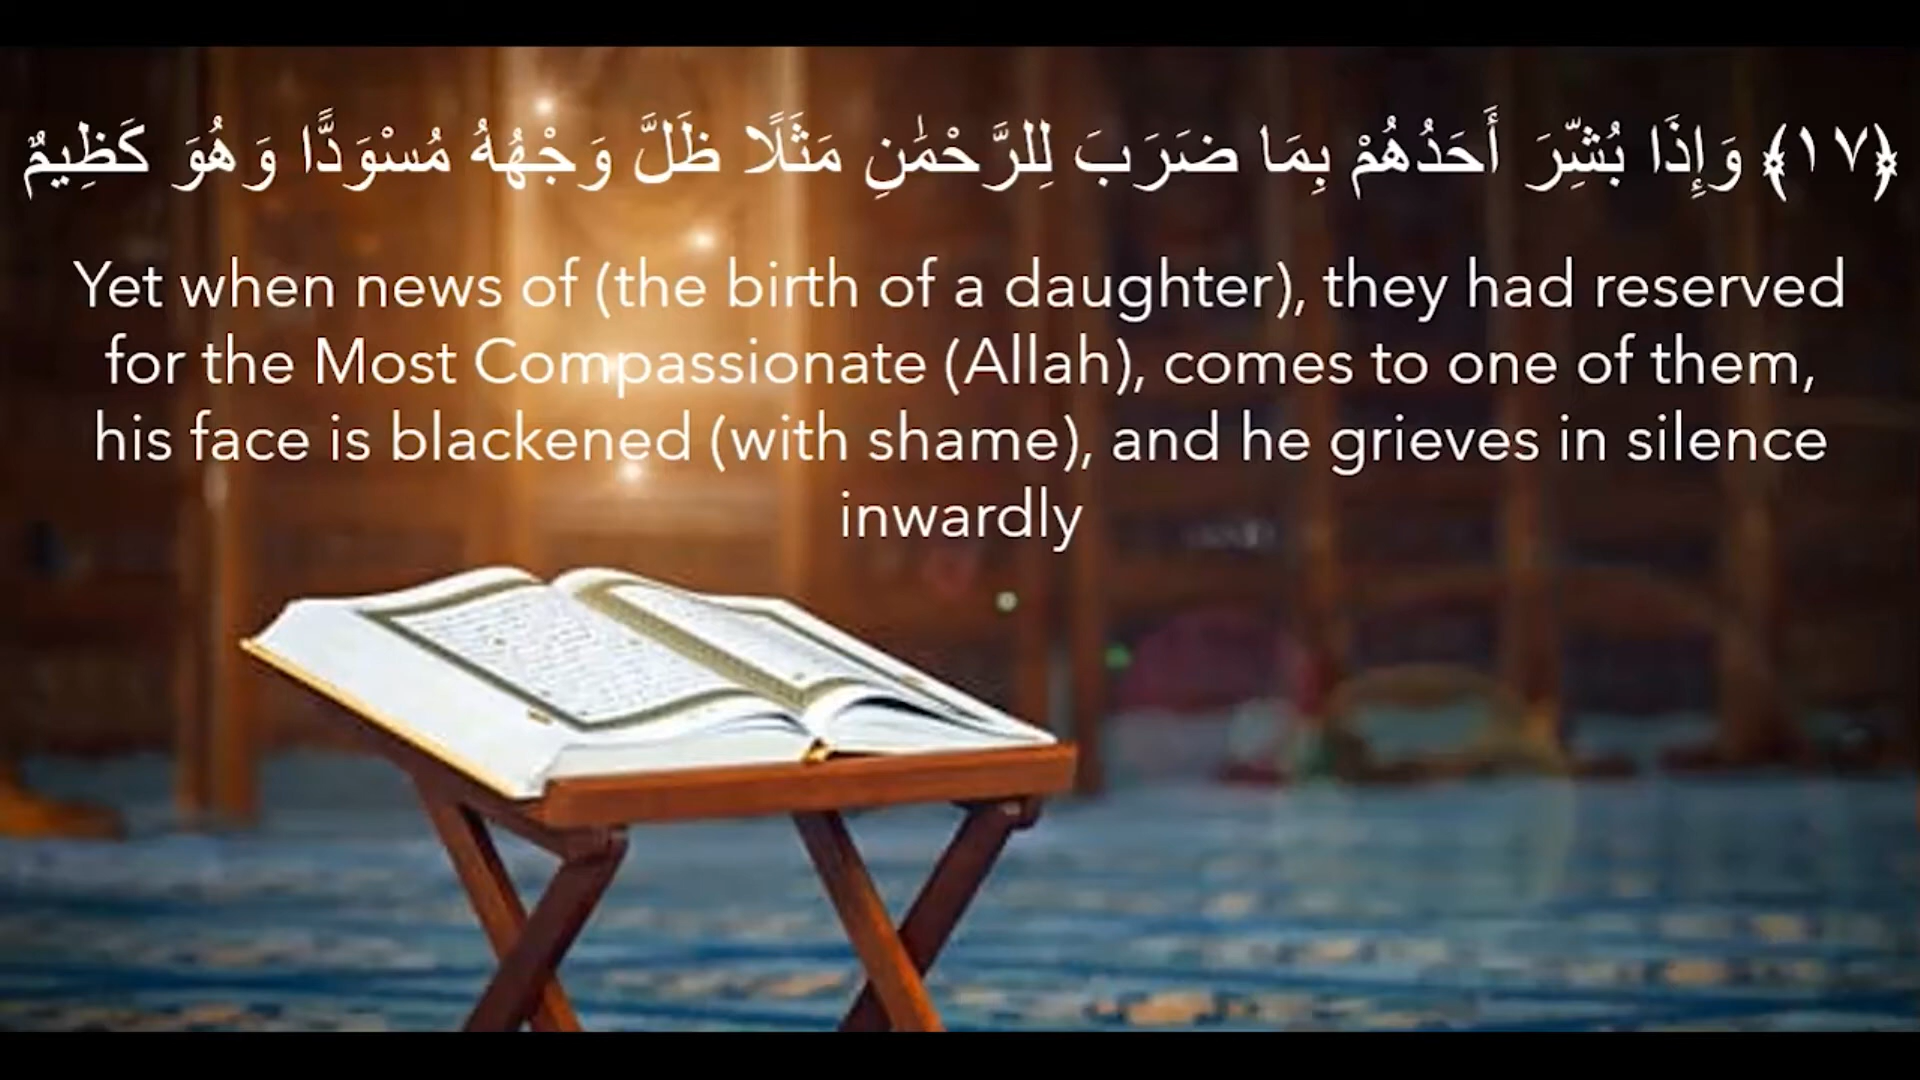 ﴿١٧﴾ وَإِذَا بُشِّرَ أَحَدُهُمْ بِمَا ضَرَبَ لِلرَّحْمَٰنِ مَثَلًا ظَلَّ وَجْهُهُ مُسْوَدًّا وَهُوَ كَظِيمٌ
Yet when news of (the birth of a daughter), they had reserved
for the Most Compassionate (Allah), comes to one of them,
his face is blackened (with shame), and he grieves in silence
inwardly